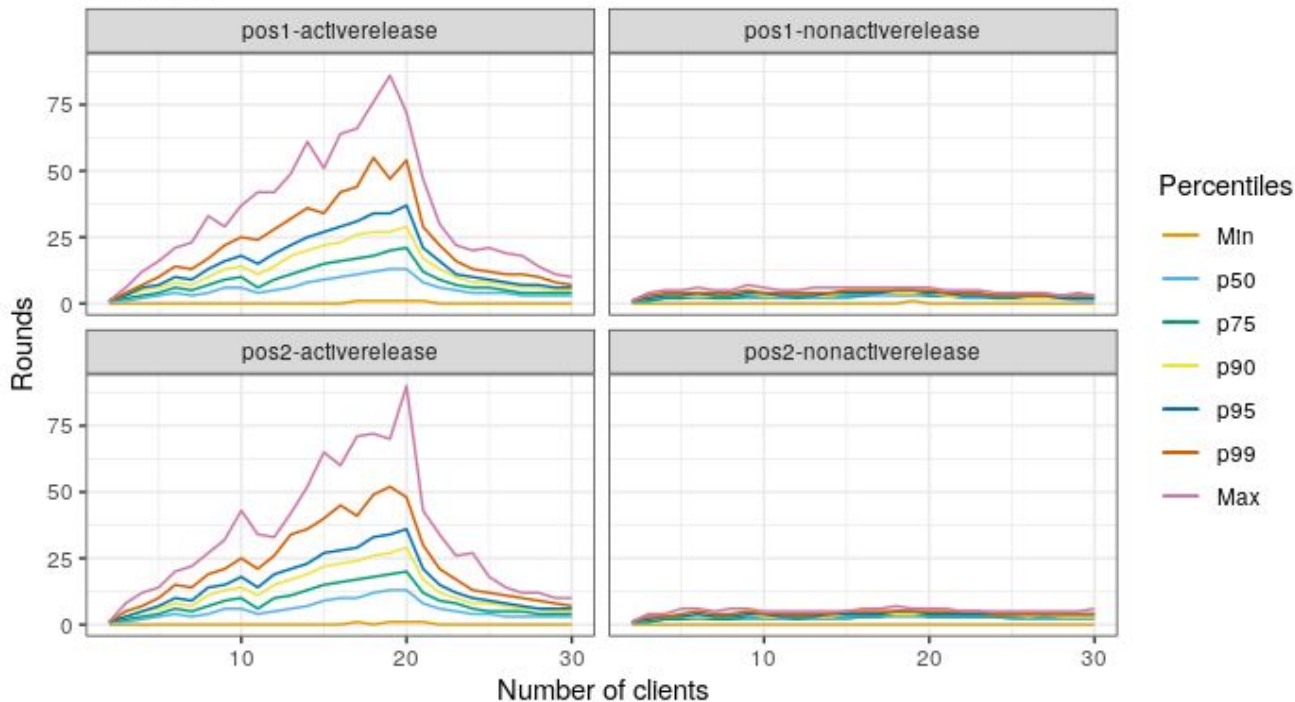 pos1-activerelease
pos1-nonactiverelease
75
50
25
0
pos2-activerelease
pos2-nonactiverelease
75
50
25
0
10
20
30
10
20
30
Rounds
Number of clients
Percentiles
Min
p50
p75
p90
p95
p99
Max